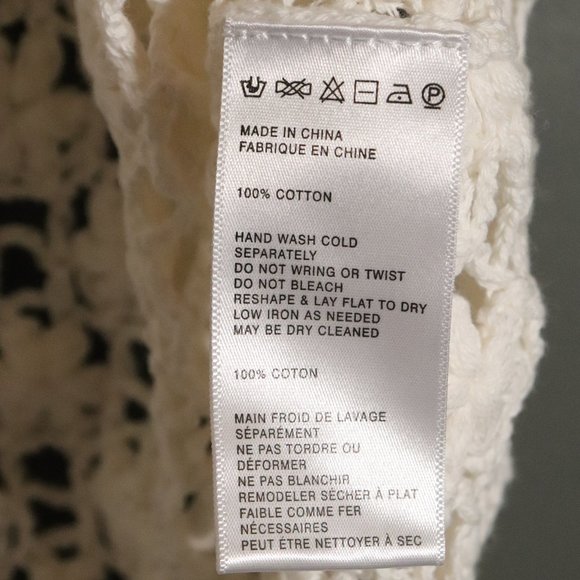 MADE IN CHINA
FABRIQUE EN CHINE
100% COTTON
HAND WASH COLD
SEPARATELY
DO NOT WRING OR TWIST
DO NOT BLEACH
RESHAPE & LAY FLAT TO DRY
LOW IRON AS NEEDED
MAY BE DRY CLEANED
100% COTON
MAIN FROID DE LAVAGE
SÉPARÉMENT
NE PAS TORDRE OU
DÉFORMER
NE PAS BLANCHIR
REMODELER SÉCHER À PLAT
FAIBLE COMME FER
NÉCESSAIRES
PEUT ÉTRE NETTOYER À SEC